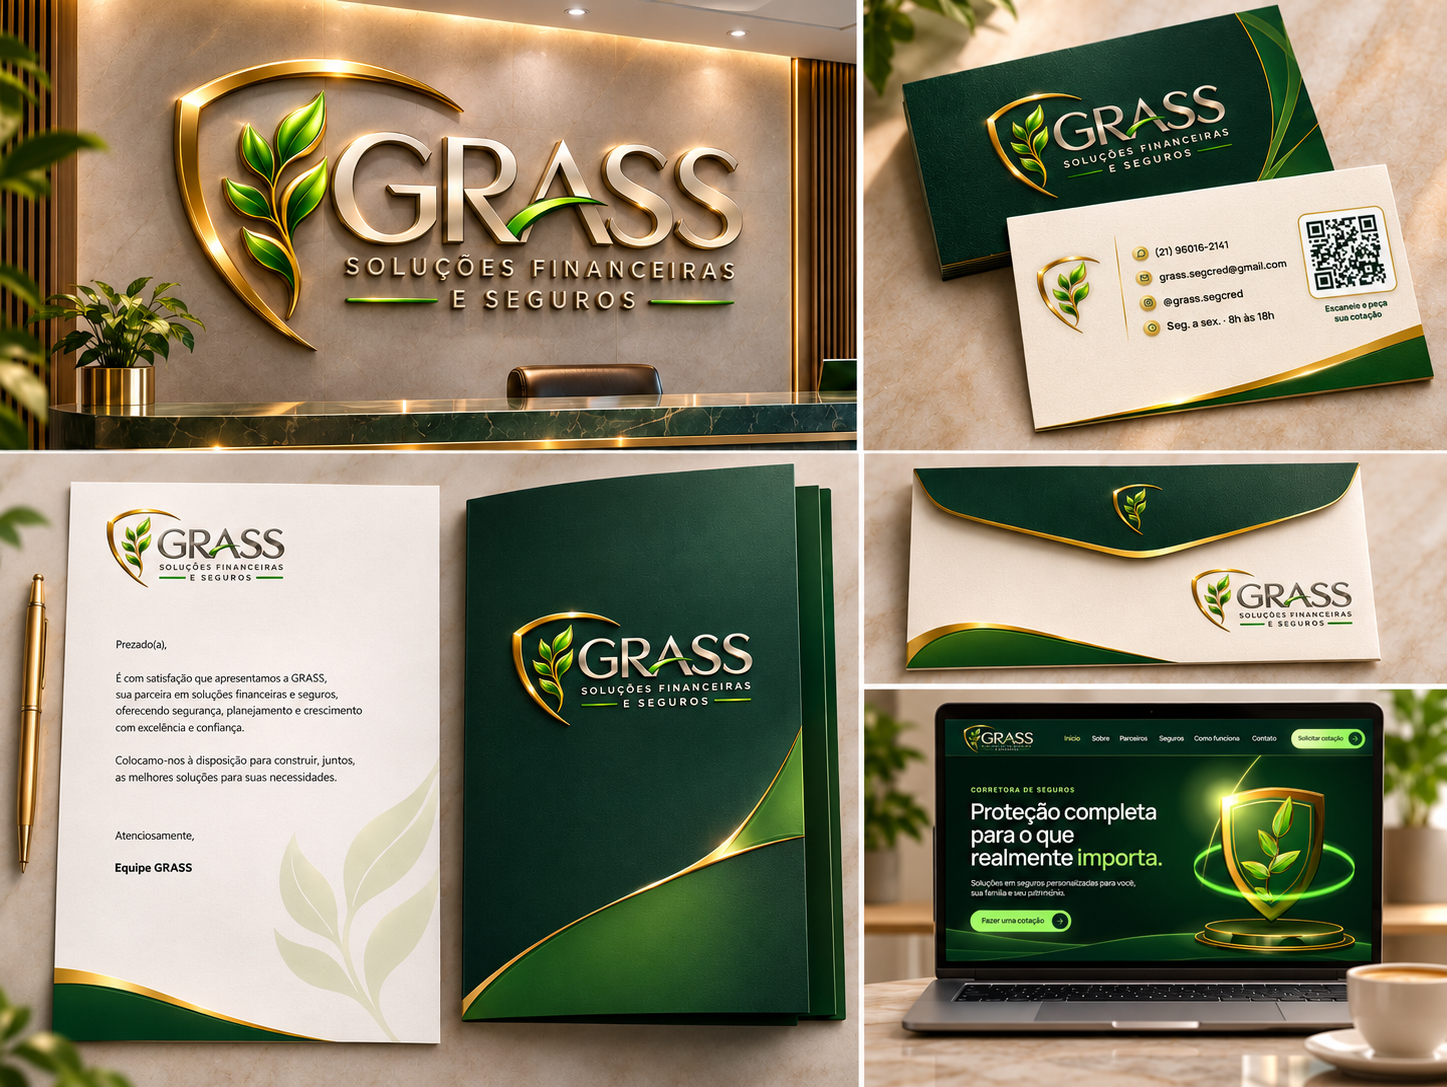 GRASS
SOLUÇÕES FINANCEIRAS
E SEGUROS
GRASS
SOLUÇÕES FINANCEIRAS
E SEGUROS
(21) 96016-2141
grass.segcred@gmail.com
@grass.segcred
Seg. a sex. · 8h às 18h
Escaneie e peça
sua cotação
GRASS
SOLUÇÕES FINANCEIRAS
E SEGUROS
Prezado(a),
É com satisfação que apresentamos a GRASS,
sua parceira em soluções financeiras e seguros,
oferecendo segurança, planejamento e crescimento
com excelência e confiança.
Colocamo-nos à disposição para construir, juntos,
as melhores soluções para suas necessidades.
Atenciosamente,
Equipe GRASS
GRASS
SOLUÇÕES FINANCEIRAS
E SEGUROS
GRASS
SOLUÇÕES FINANCEIRAS
E SEGUROS
GRASS
Início Sobre Parceiros Seguros Como funciona Contato Solicitar cotação
CORRETORA DE SEGUROS
Proteção completa
para o que
realmente importa.
Soluções em seguros personalizadas para você,
sua família e seu patrimônio.
Fazer uma cotação